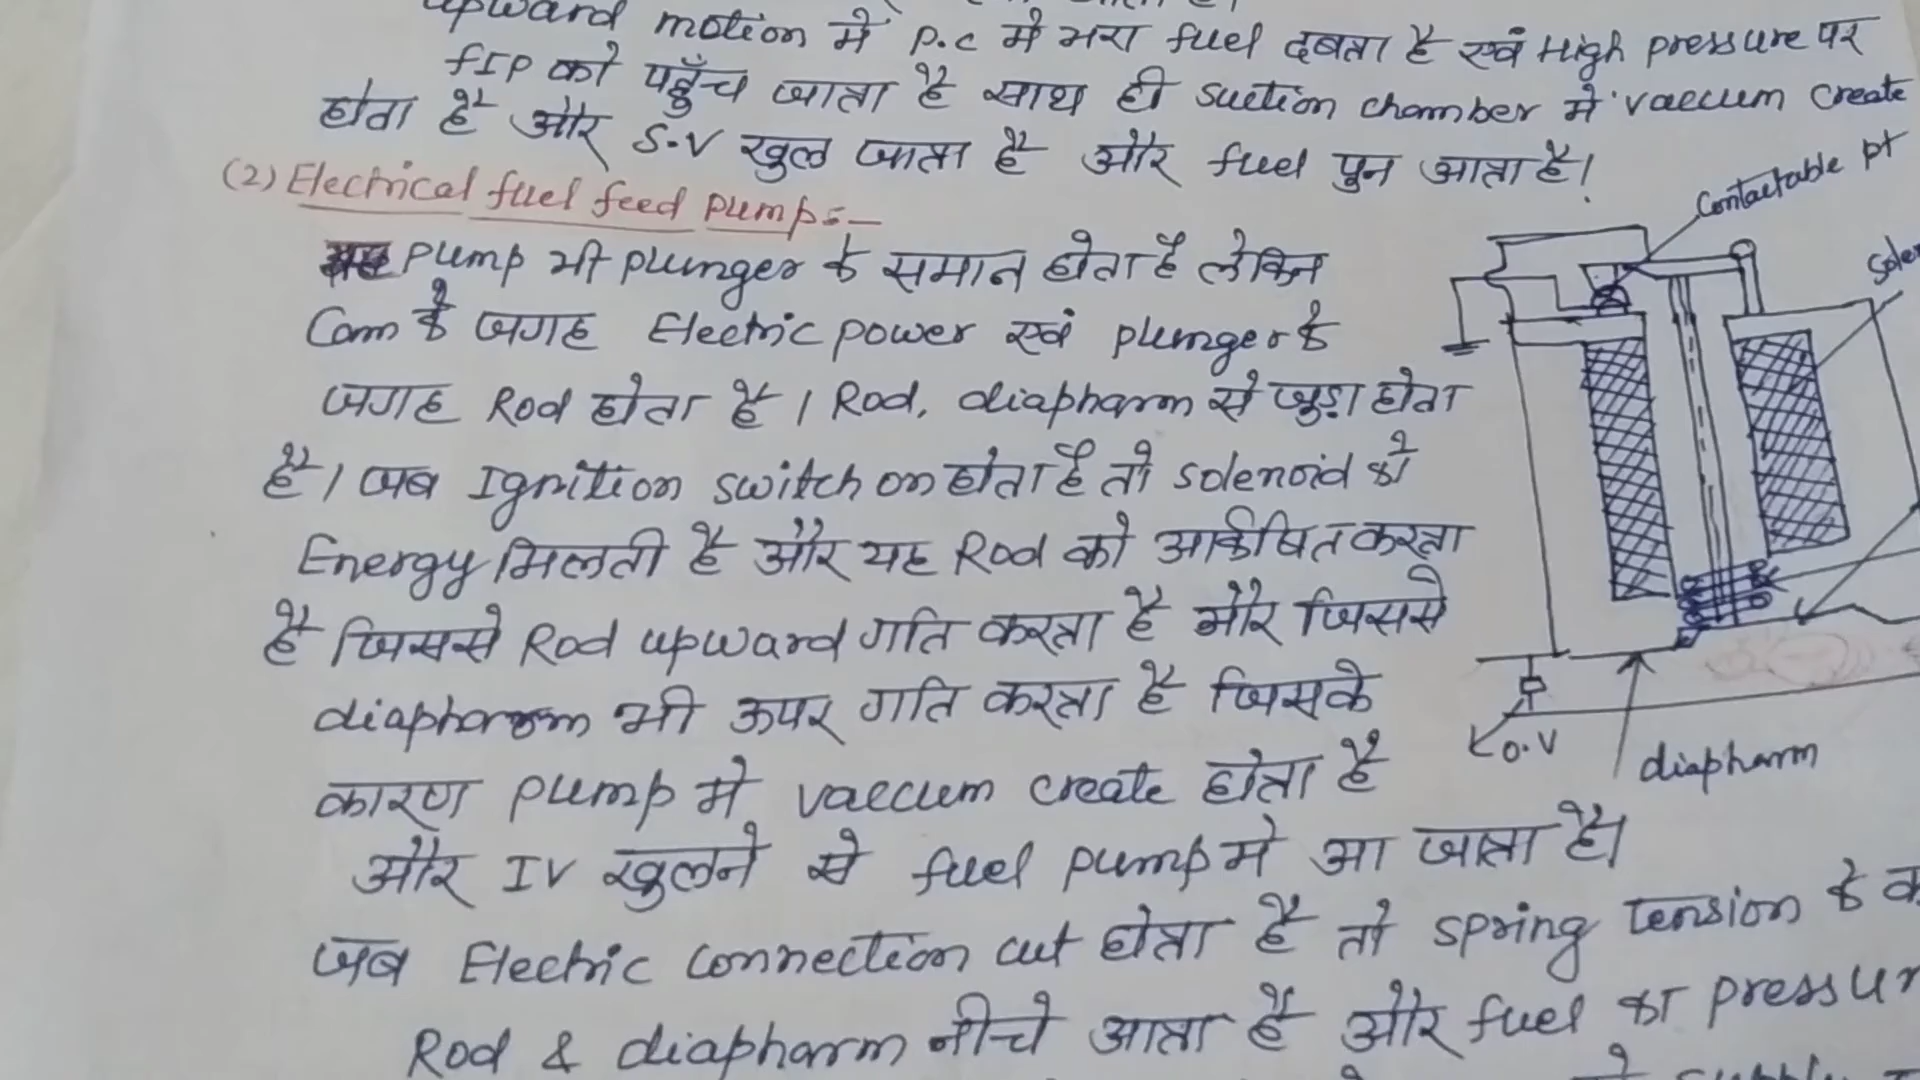 upward motion में P.C में भरा fuel दबता है एवं High pressure पर
FIP को पहुँच जाता है साथ ही suction chamber में vaccum create
होता है और S.V खुल जाता है और fuel पुन आता है।
(2) Electrical fuel feed pump:-
pump भी plunger के समान होता है लेकिन
Cam के जगह Electric power एवं plunger के
जगह Rod होता है । Rod, diapharm से जुड़ा होता
है । जब Ignition switch on होता है तो solenoid को
Energy मिलती है और यह Rod को आर्कषित करता
है जिससे Rod upward गति करता है और जिससे
diapharm भी ऊपर गति करता है जिसके
कारण pump मे vaccum create होता है
और IV खुलने से fuel pump मे आ जाता है।
जब Electric connection cut होता है तो spring tension के
Rod & diapharm नीचे आता है और fuel का
Contactable pt
O.V
diapharm